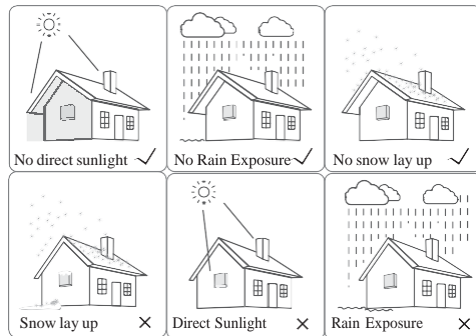 No direct sunlight ✓
No Rain Exposure ✓
No snow lay up ✓
Snow lay up ×
Direct Sunlight ×
Rain Exposure ×